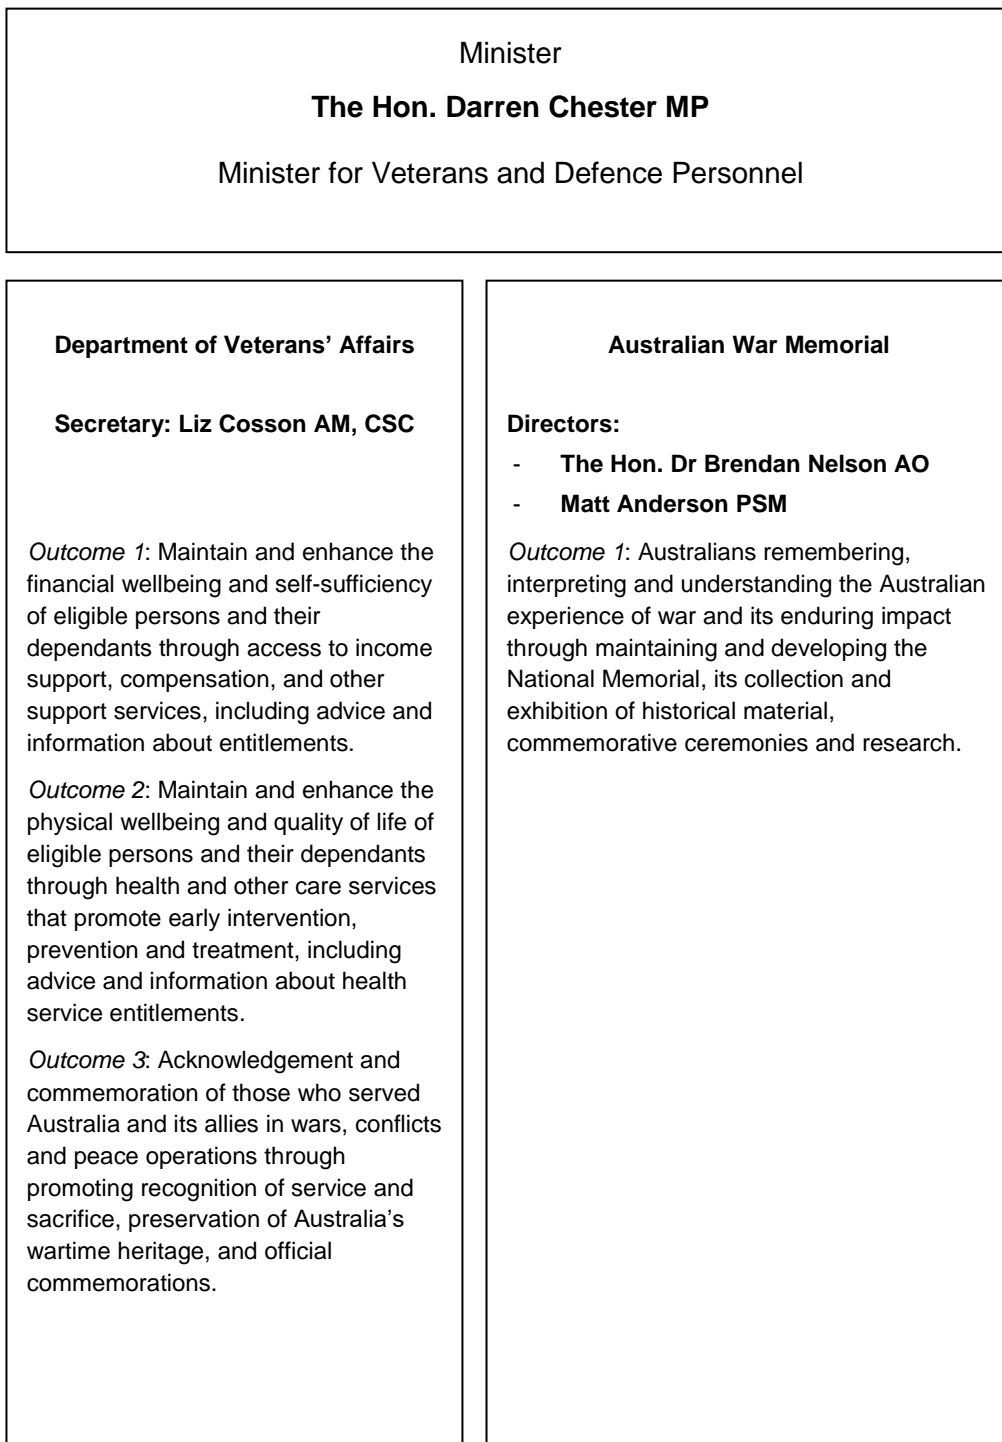 Minister
The Hon. Darren Chester MP
Minister for Veterans and Defence Personnel
Department of Veterans’ Affairs
Secretary: Liz Cosson AM, CSC
Outcome 1: Maintain and enhance the
financial wellbeing and self-sufficiency
of eligible persons and their
dependants through access to income
support, compensation, and other
support services, including advice and
information about entitlements.
Outcome 2: Maintain and enhance the
physical wellbeing and quality of life of
eligible persons and their dependants
through health and other care services
that promote early intervention,
prevention and treatment, including
advice and information about health
service entitlements.
Outcome 3: Acknowledgement and
commemoration of those who served
Australia and its allies in wars, conflicts
and peace operations through
promoting recognition of service and
sacrifice, preservation of Australia’s
wartime heritage, and official
commemorations.
Australian War Memorial
Directors:
- The Hon. Dr Brendan Nelson AO
- Matt Anderson PSM
Outcome 1: Australians remembering,
interpreting and understanding the Australian
experience of war and its enduring impact
through maintaining and developing the
National Memorial, its collection and
exhibition of historical material,
commemorative ceremonies and research.